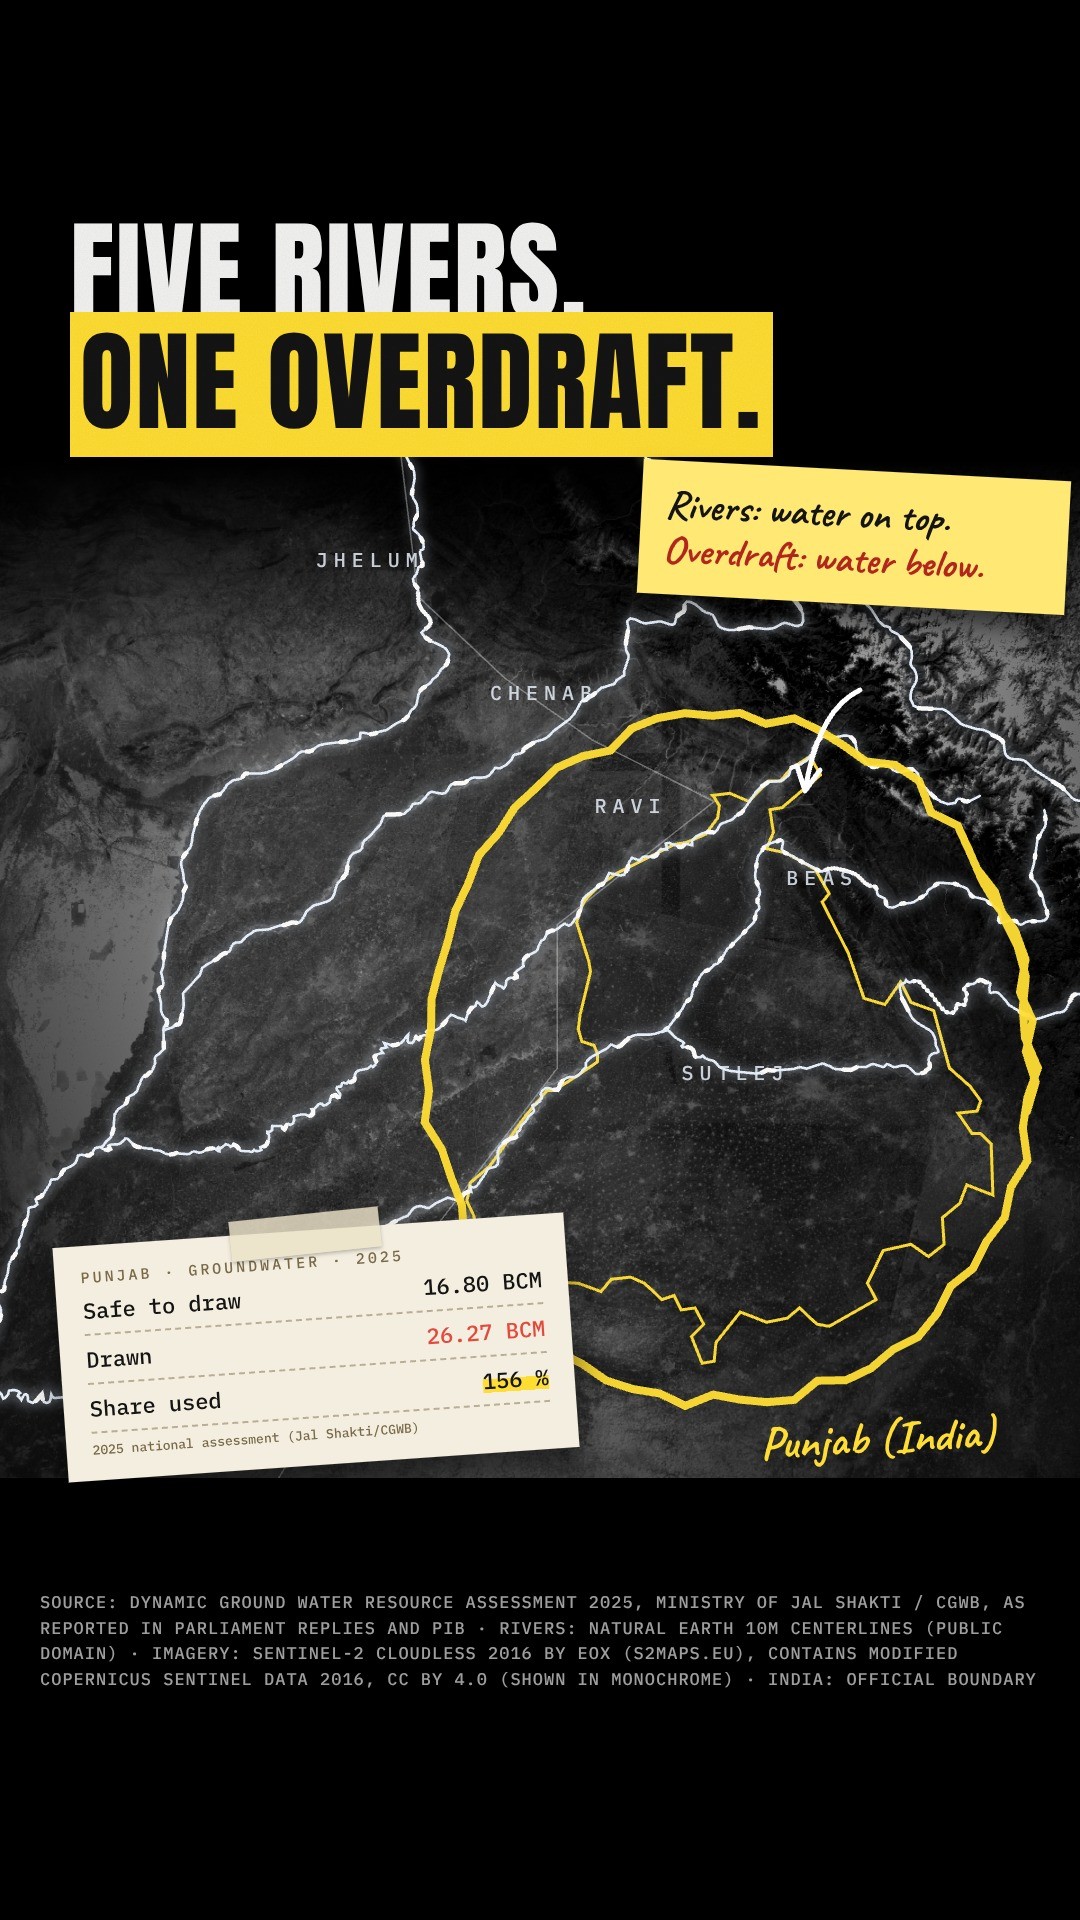 FIVE RIVERS.
ONE OVERDRAFT.
Rivers: water on top.
Overdraft: water below.
JHELUM
CHENAB
RAVI
BEAS
SUTLEJ
PUNJAB · GROUNDWATER · 2025
Safe to draw 16.80 BCM
Drawn 26.27 BCM
Share used 156 %
2025 national assessment (Jal Shakti/CGWB)
Punjab (India)
SOURCE: DYNAMIC GROUND WATER RESOURCE ASSESSMENT 2025, MINISTRY OF JAL SHAKTI / CGWB, AS
REPORTED IN PARLIAMENT REPLIES AND PIB · RIVERS: NATURAL EARTH 10M CENTERLINES (PUBLIC
DOMAIN) · IMAGERY: SENTINEL-2 CLOUDLESS 2016 BY EOX (S2MAPS.EU), CONTAINS MODIFIED
COPERNICUS SENTINEL DATA 2016, CC BY 4.0 (SHOWN IN MONOCHROME) · INDIA: OFFICIAL BOUNDARY